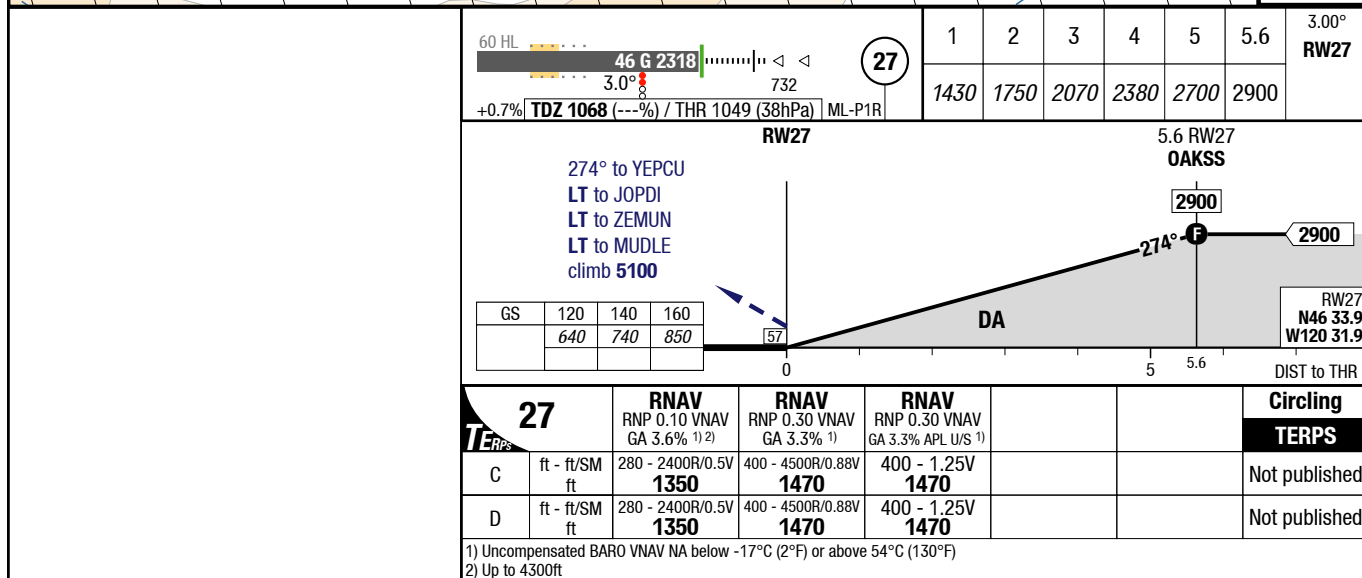 60 HL
46 G 2318
3.0°
732
27
+0.7% TDZ 1068 (---%) / THR 1049 (38hPa) ML-P1R
1 2 3 4 5 5.6 3.00° RW27
1430 1750 2070 2380 2700 2900
RW27
5.6 RW27
OAKSS
274° to YEPCU
LT to JOPDI
LT to ZEMUN
LT to MUDLE
climb 5100
2900
274° F 2900
GS 120 140 160
640 740 850
57
DA
RW27
N46 33.9
W120 31.9
0 5 5.6 DIST to THR
TERPS 27
RNAV RNP 0.10 VNAV GA 3.6% 1) 2)
RNAV RNP 0.30 VNAV GA 3.3% 1)
RNAV RNP 0.30 VNAV GA 3.3% APL U/S 1)
Circling
TERPS
C ft - ft/SM 280 - 2400R/0.5V 400 - 4500R/0.88V 400 - 1.25V Not published
ft 1350 1470 1470
D ft - ft/SM 280 - 2400R/0.5V 400 - 4500R/0.88V 400 - 1.25V Not published
ft 1350 1470 1470
1) Uncompensated BARO VNAV NA below -17°C (2°F) or above 54°C (130°F)
2) Up to 4300ft